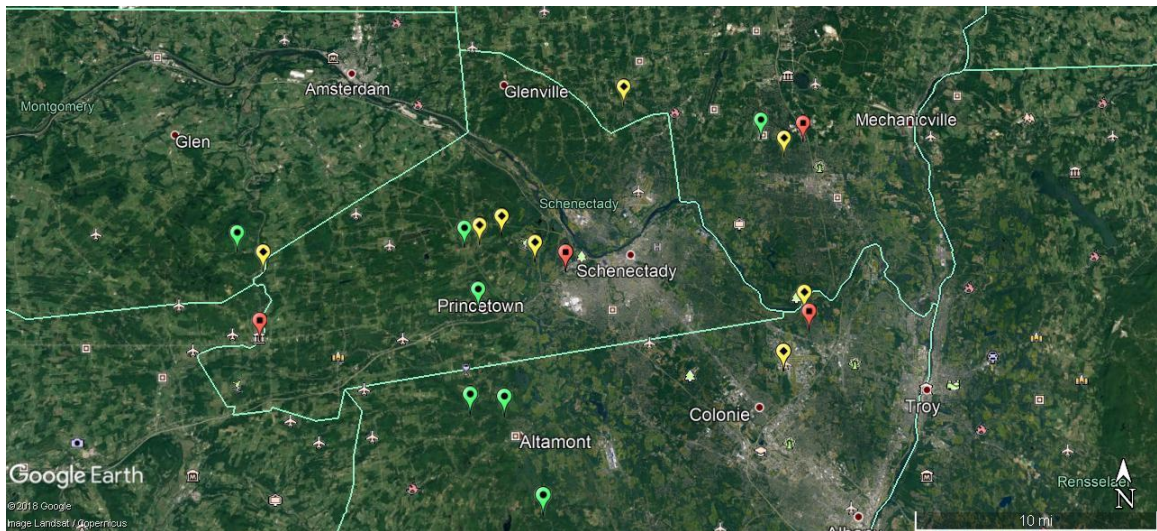 Montgomery
Amsterdam
Glenville
Glen
Mechanicville
Schenectady
Schenectady
Princetown
Colonie
Troy
Altamont
Google Earth
Rensselaer
N
©2018 Google
Image Landsat / Copernicus
10 mi